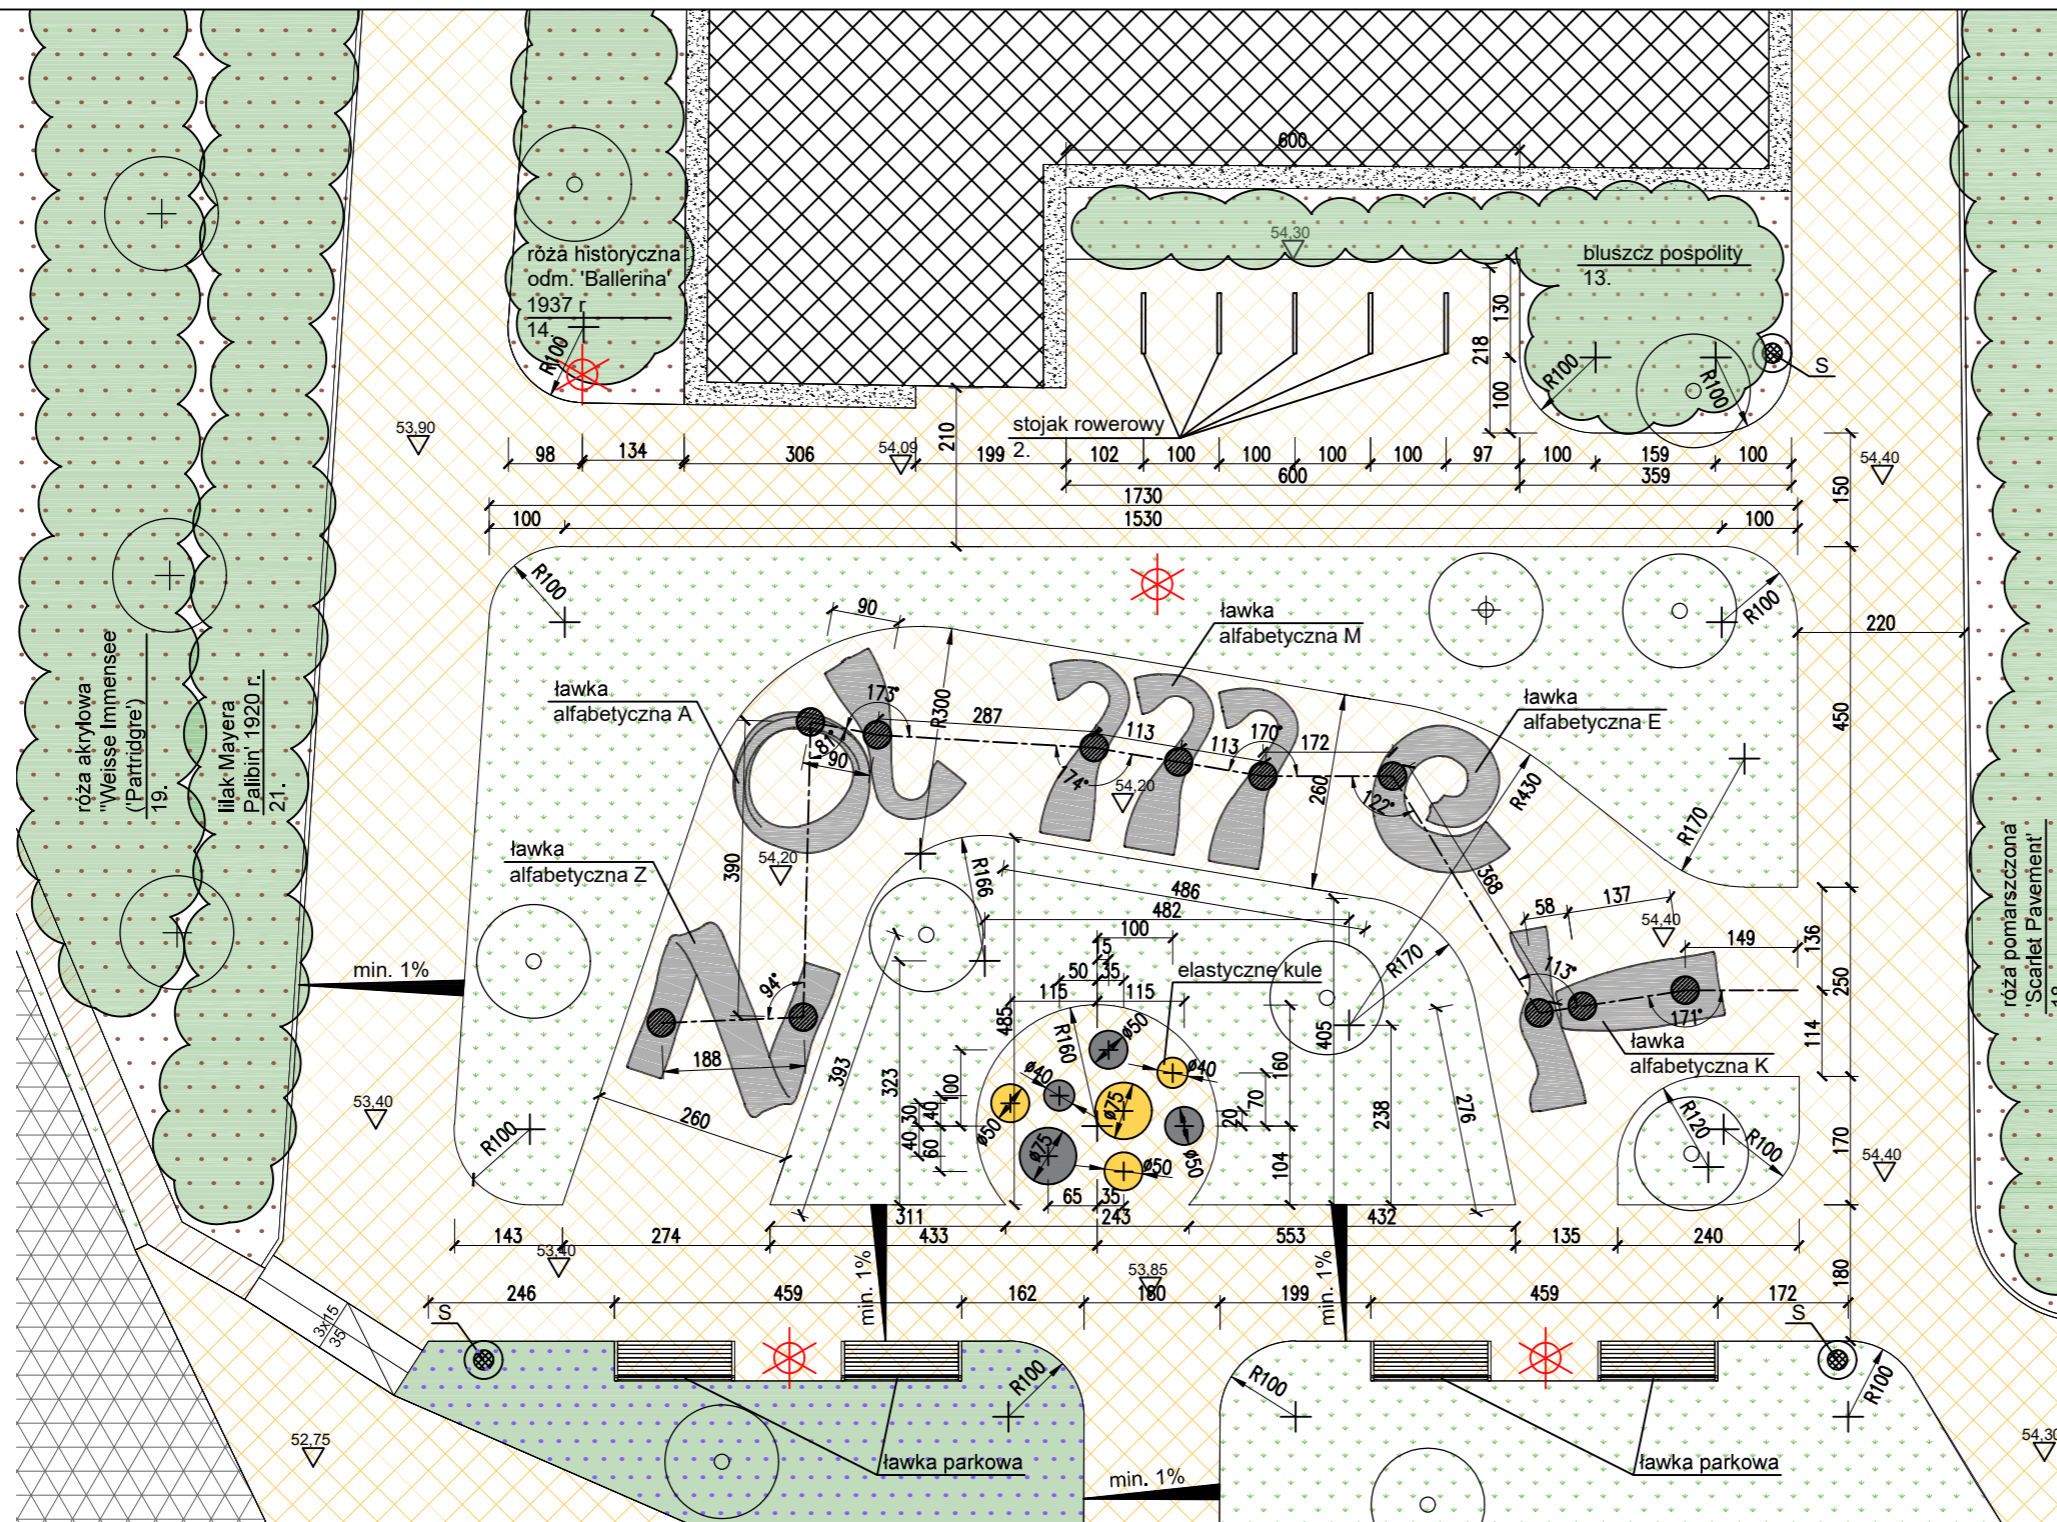 600
róża historyczna
odm. 'Ballerina'
1937 r
14.
R100
54,30
bluszcz pospolity
13.
130
218
100
R100
R100
S
53,90
stojak rowerowy
2.
210
54,09
54,40
98
134
306
199
102
100
100
100
100
97
100
159
100
600
359
150
1730
100
1530
100
R100
R100
90
ławka
alfabetyczna M
220
450
róża akrylowa
"Weisse Immensee
('Partridgre')
19.
lilak Mayera
Palibin' 1920 r.
21.
ławka
alfabetyczna A
173°
R300
287
113
113
170°
172
ławka
alfabetyczna E
87°
90
174°
54,20
260
122°
R430
R170
ławka
alfabetyczna Z
390
54,20
R166
486
482
368
58
137
54,40
149
136
250
114
róża pomarszczona
'Scarlet Pavement'
18.
min. 1%
100
15
50
35
elastyczne kule
115
115
R170
94°
485
R160
ø50
405
160
113°
171°
ławka
alfabetyczna K
188
393
323
100
ø40
ø40
70
20
238
276
R120
R100
170
53,40
260
30
40
40
60
ø50
ø75
ø75
ø50
ø50
104
R100
65
35
54,40
311
243
432
143
274
433
553
135
240
53,40
53,85
180
246
459
min. 1%
162
180
199
min. 1%
459
172
3x15
35
S
S
R100
R100
R100
52,75
ławka parkowa
min. 1%
ławka parkowa
54,30